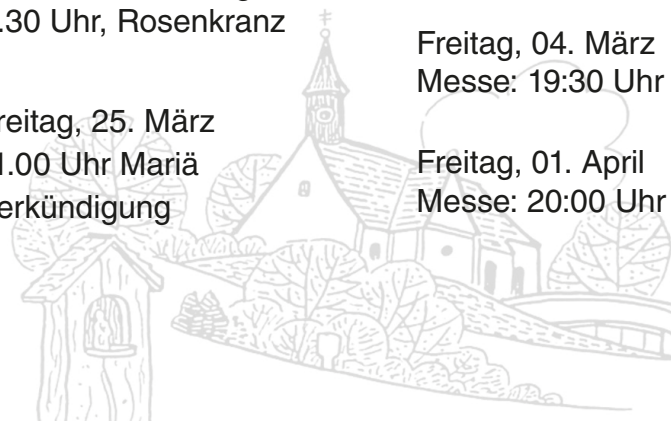 .30 Uhr, Rosenkranz
reitag, 25. März
1.00 Uhr Mariä
erkündigung
Freitag, 04. März
Messe: 19:30 Uhr
Freitag, 01. April
Messe: 20:00 Uhr